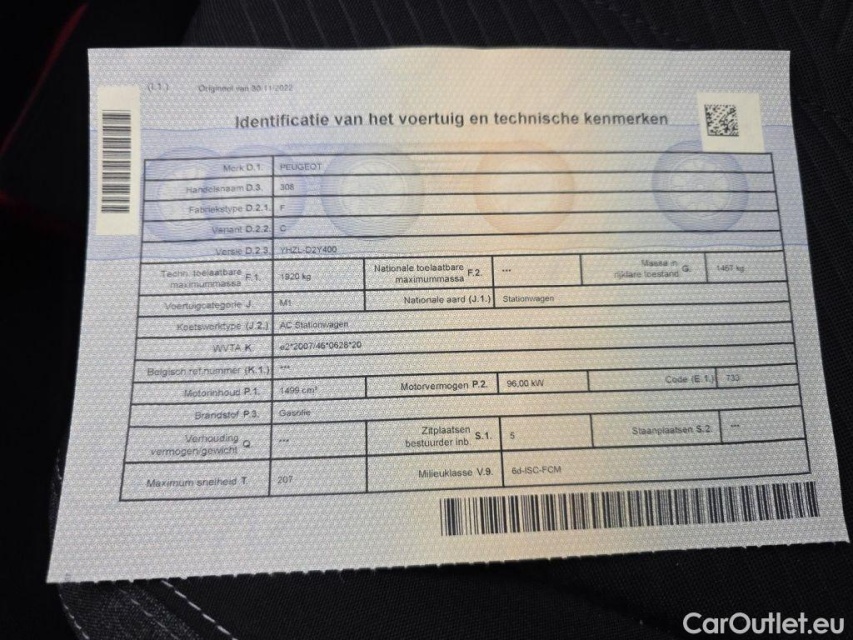 (I.1.) Origineel van 30-11-2022
Identificatie van het voertuig en technische kenmerken
Merk D.1. PEUGEOT
Handelsnaam D.3. 308
Fabriekstype D.2.1. F
Variant D.2.2. C
Versie D.2.3. YHZL-D2Y400
Techn. toelaatbare maximummassa F.1. 1920 kg Nationale toelaatbare maximummassa F.2. --- Massa in rijklare toestand G. 1467 kg
Voertuigcategorie J. M1 Nationale aard (J.1.) Stationwagen
Koetswerktype (J.2.) AC Stationwagen
WVTA K. e2*2007/46*0628*20
Belgisch ref.nummer (K.1.) ---
Motorinhoud P.1. 1499 cm³ Motorvermogen P.2. 96.00 kW Code (E.1.) 733
Brandstof P.3. Gasolie
Verhouding vermogen/gewicht Q. --- Zitplaatsen bestuurder inb. S.1. 5 Staanplaatsen S.2. ---
Maximum snelheid T. 207 Milieuklasse V.9. 6d-ISC-FCM
CarOutlet.eu